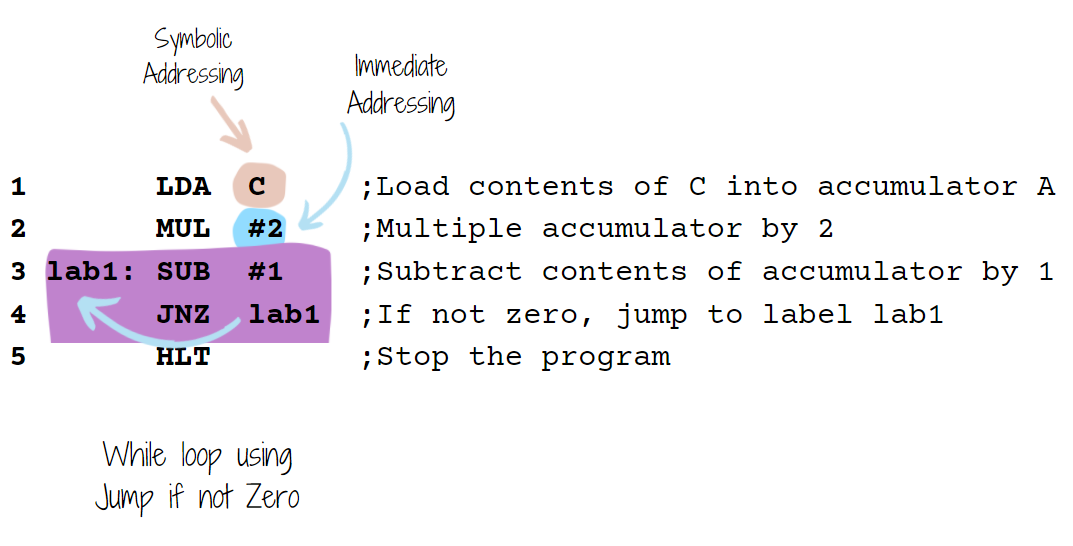 Symbolic
Addressing
Immediate
Addressing
1 LDA C ;Load contents of C into accumulator A
2 MUL #2 ;Multiple accumulator by 2
3 lab1: SUB #1 ;Subtract contents of accumulator by 1
4 JNZ lab1 ;If not zero, jump to label lab1
5 HLT ;Stop the program
While loop using
Jump if not Zero